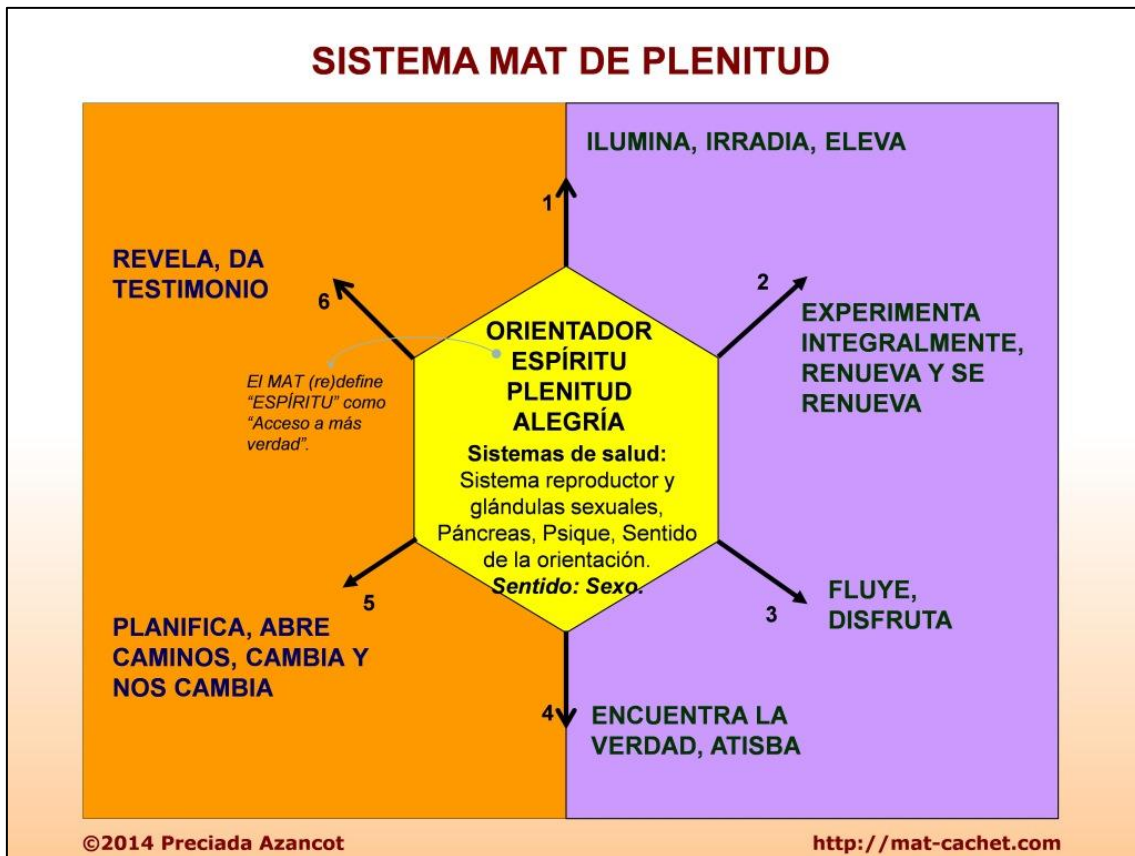 SISTEMA MAT DE PLENITUD
ILUMINA, IRRADIA, ELEVA
1
2
EXPERIMENTA
INTEGRALMENTE,
RENUEVA Y SE
RENUEVA
3
FLUYE,
DISFRUTA
4
ENCUENTRA LA
VERDAD, ATISBA
5
PLANIFICA, ABRE
CAMINOS, CAMBIA Y
NOS CAMBIA
6
REVELA, DA
TESTIMONIO
El MAT (re)define
“ESPÍRITU” como
“Acceso a más
verdad”.
ORIENTADOR
ESPÍRITU
PLENITUD
ALEGRÍA
Sistemas de salud:
Sistema reproductor y
glándulas sexuales,
Páncreas, Psique, Sentido
de la orientación.
Sentido: Sexo.
©2014 Preciada Azancot
http://mat-cachet.com